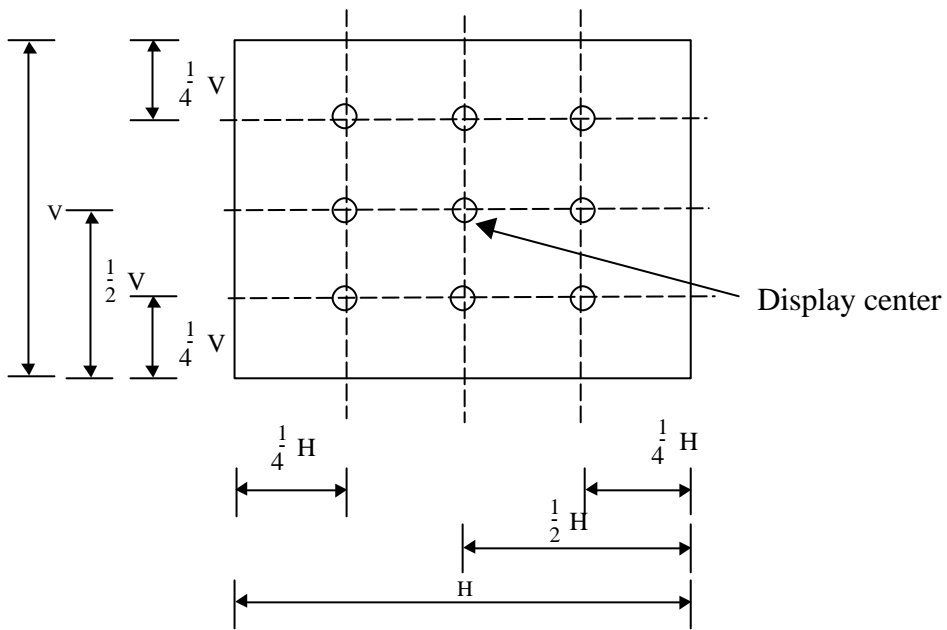 1/4 V
V
1/2 V
1/4 V
Display center
1/4 H
1/4 H
1/2 H
H